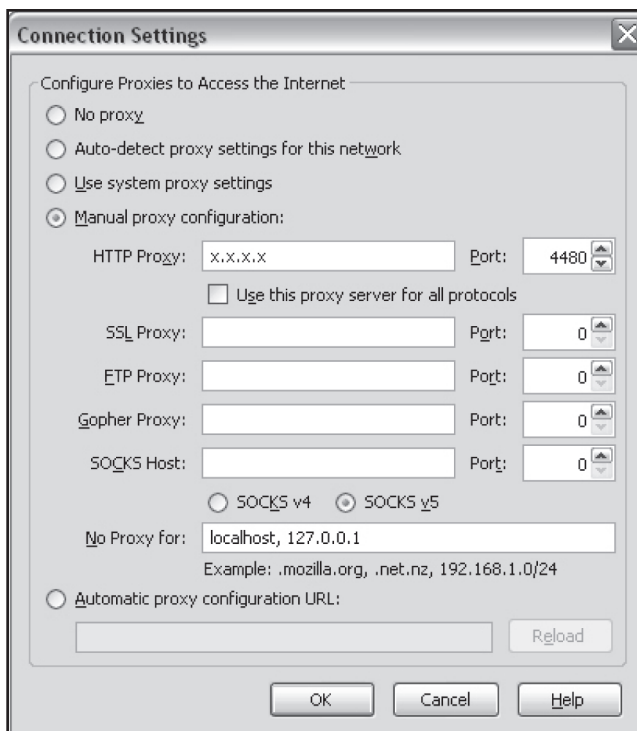 Connection Settings
Configure Proxies to Access the Internet
No proxy
Auto-detect proxy settings for this network
Use system proxy settings
Manual proxy configuration:
HTTP Proxy: x.x.x.x Port: 4480
Use this proxy server for all protocols
SSL Proxy: Port: 0
FTP Proxy: Port: 0
Gopher Proxy: Port: 0
SOCKS Host: Port: 0
SOCKS v4 SOCKS v5
No Proxy for: localhost, 127.0.0.1
Example: .mozilla.org, .net.nz, 192.168.1.0/24
Automatic proxy configuration URL:
Reload
OK Cancel Help